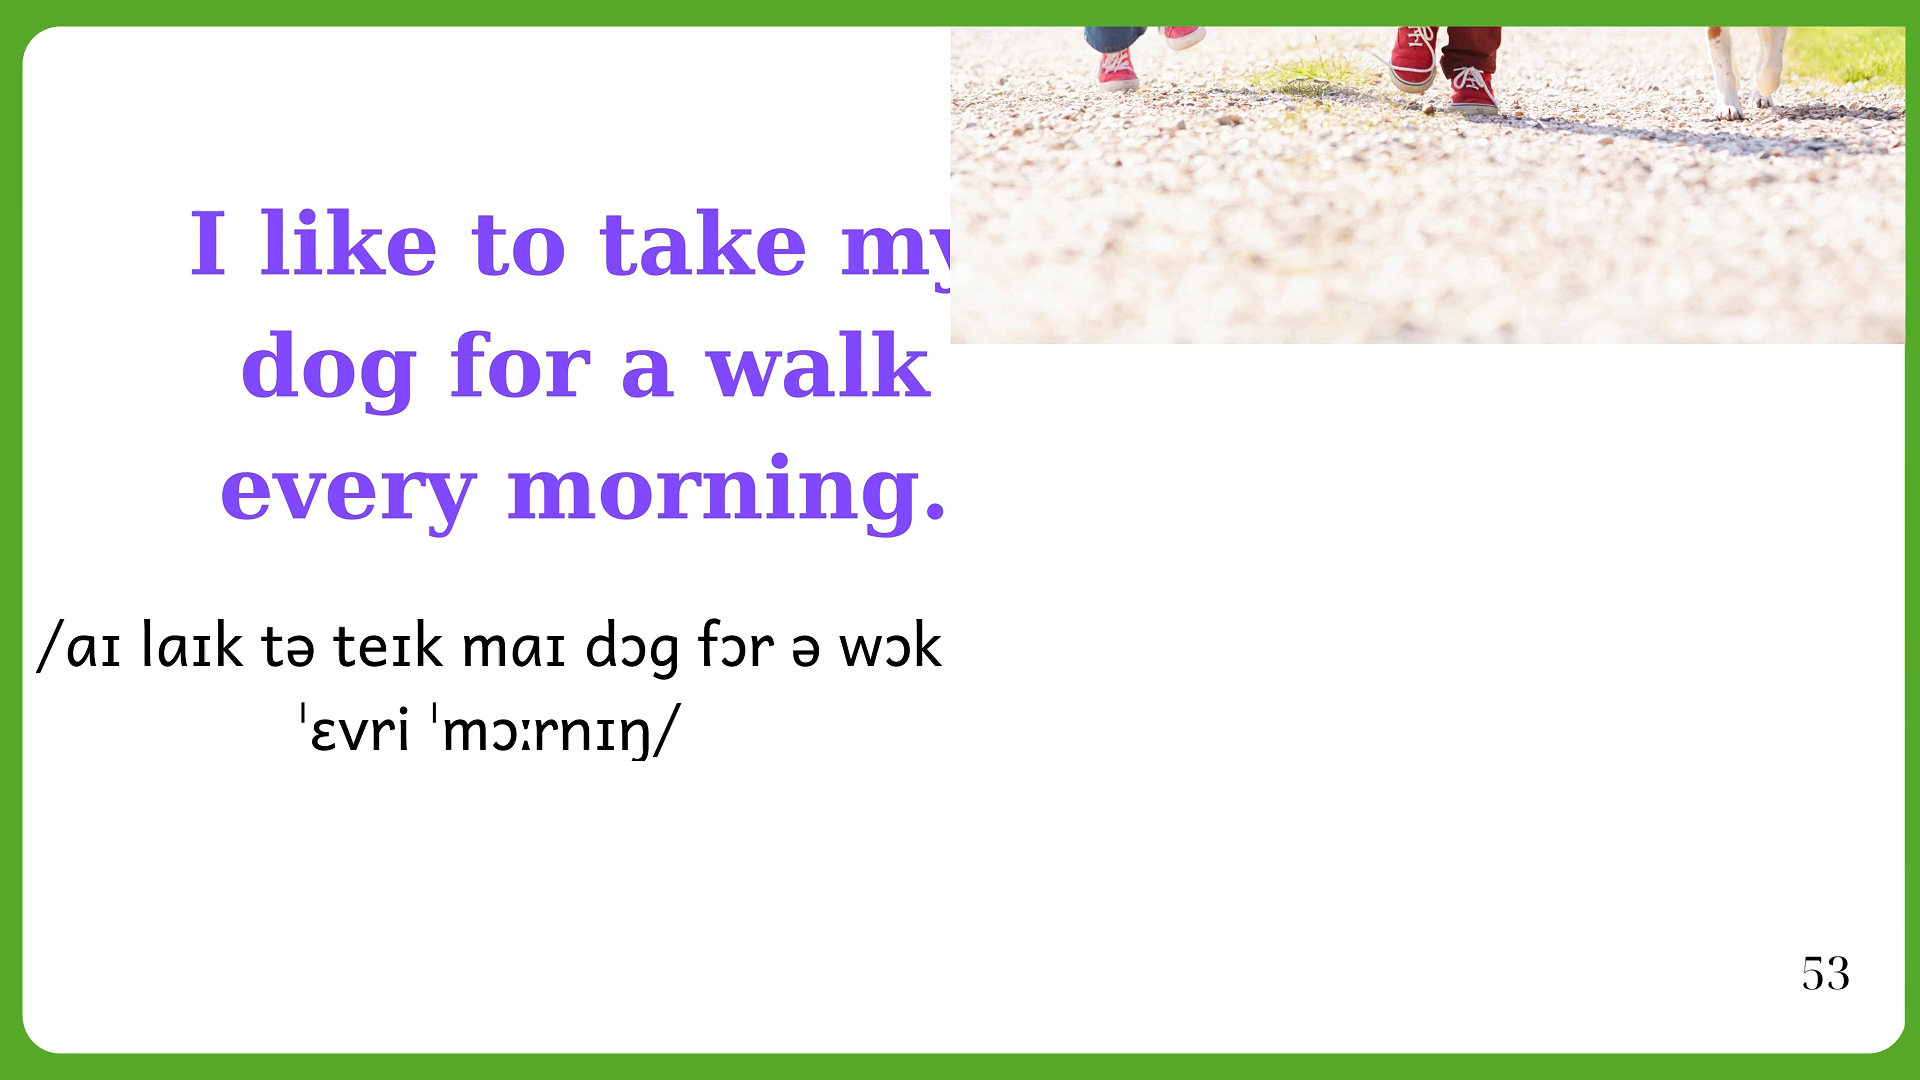 I like to take my
dog for a walk
every morning.
/aɪ laɪk tə teɪk maɪ dɔg fɔr ə wɔk
ˈɛvri ˈmɔːrnɪŋ/
53